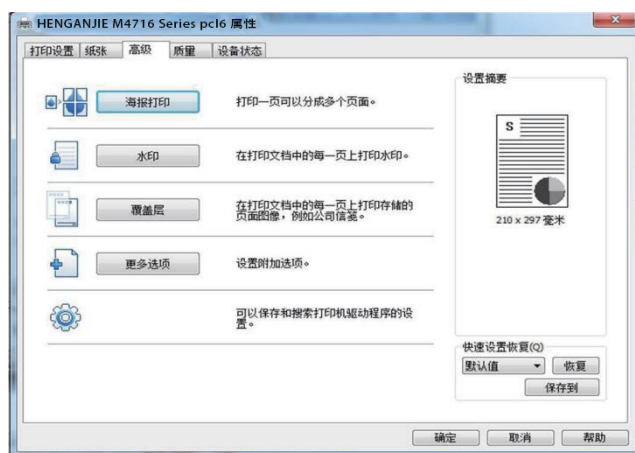 HENGANJIE M4716 Series pcl6 属性
打印设置 纸张 高级 质量 设备状态
海报打印
打印一页可以分成多个页面。
水印
在打印文档中的每一页上打印水印。
覆盖层
在打印文档中的每一页上打印存储的
页面图像，例如公司信笺。
更多选项
设置附加选项。
可以保存和搜索打印机驱动程序的设
置。
设置摘要
S
210 x 297 毫米
快速设置恢复(Q)
默认值 恢复
保存到
确定 取消 帮助